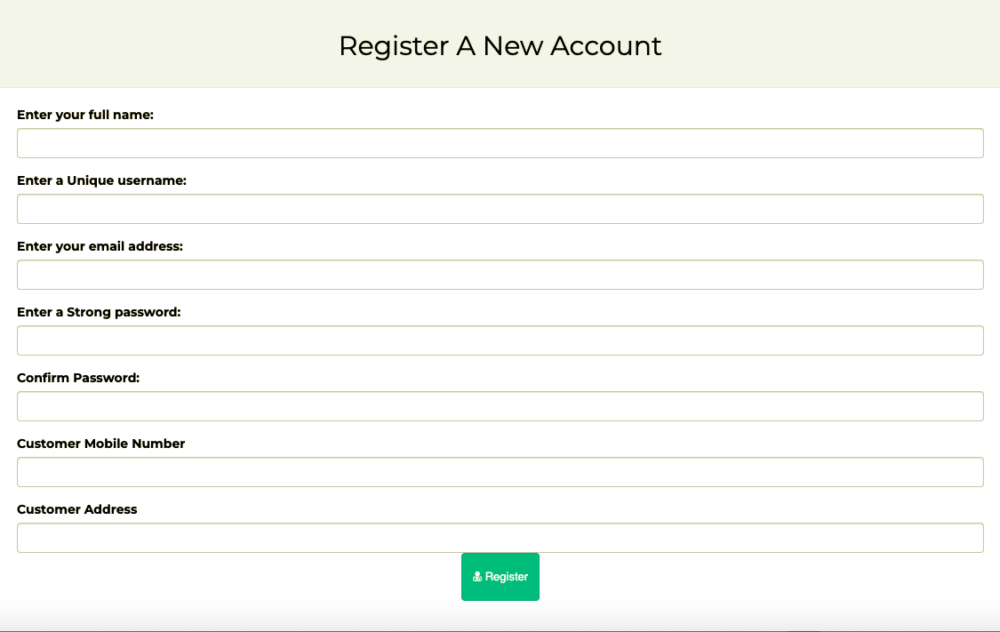 Register A New Account
Enter your full name:
Enter a Unique username:
Enter your email address:
Enter a Strong password:
Confirm Password:
Customer Mobile Number
Customer Address
Register